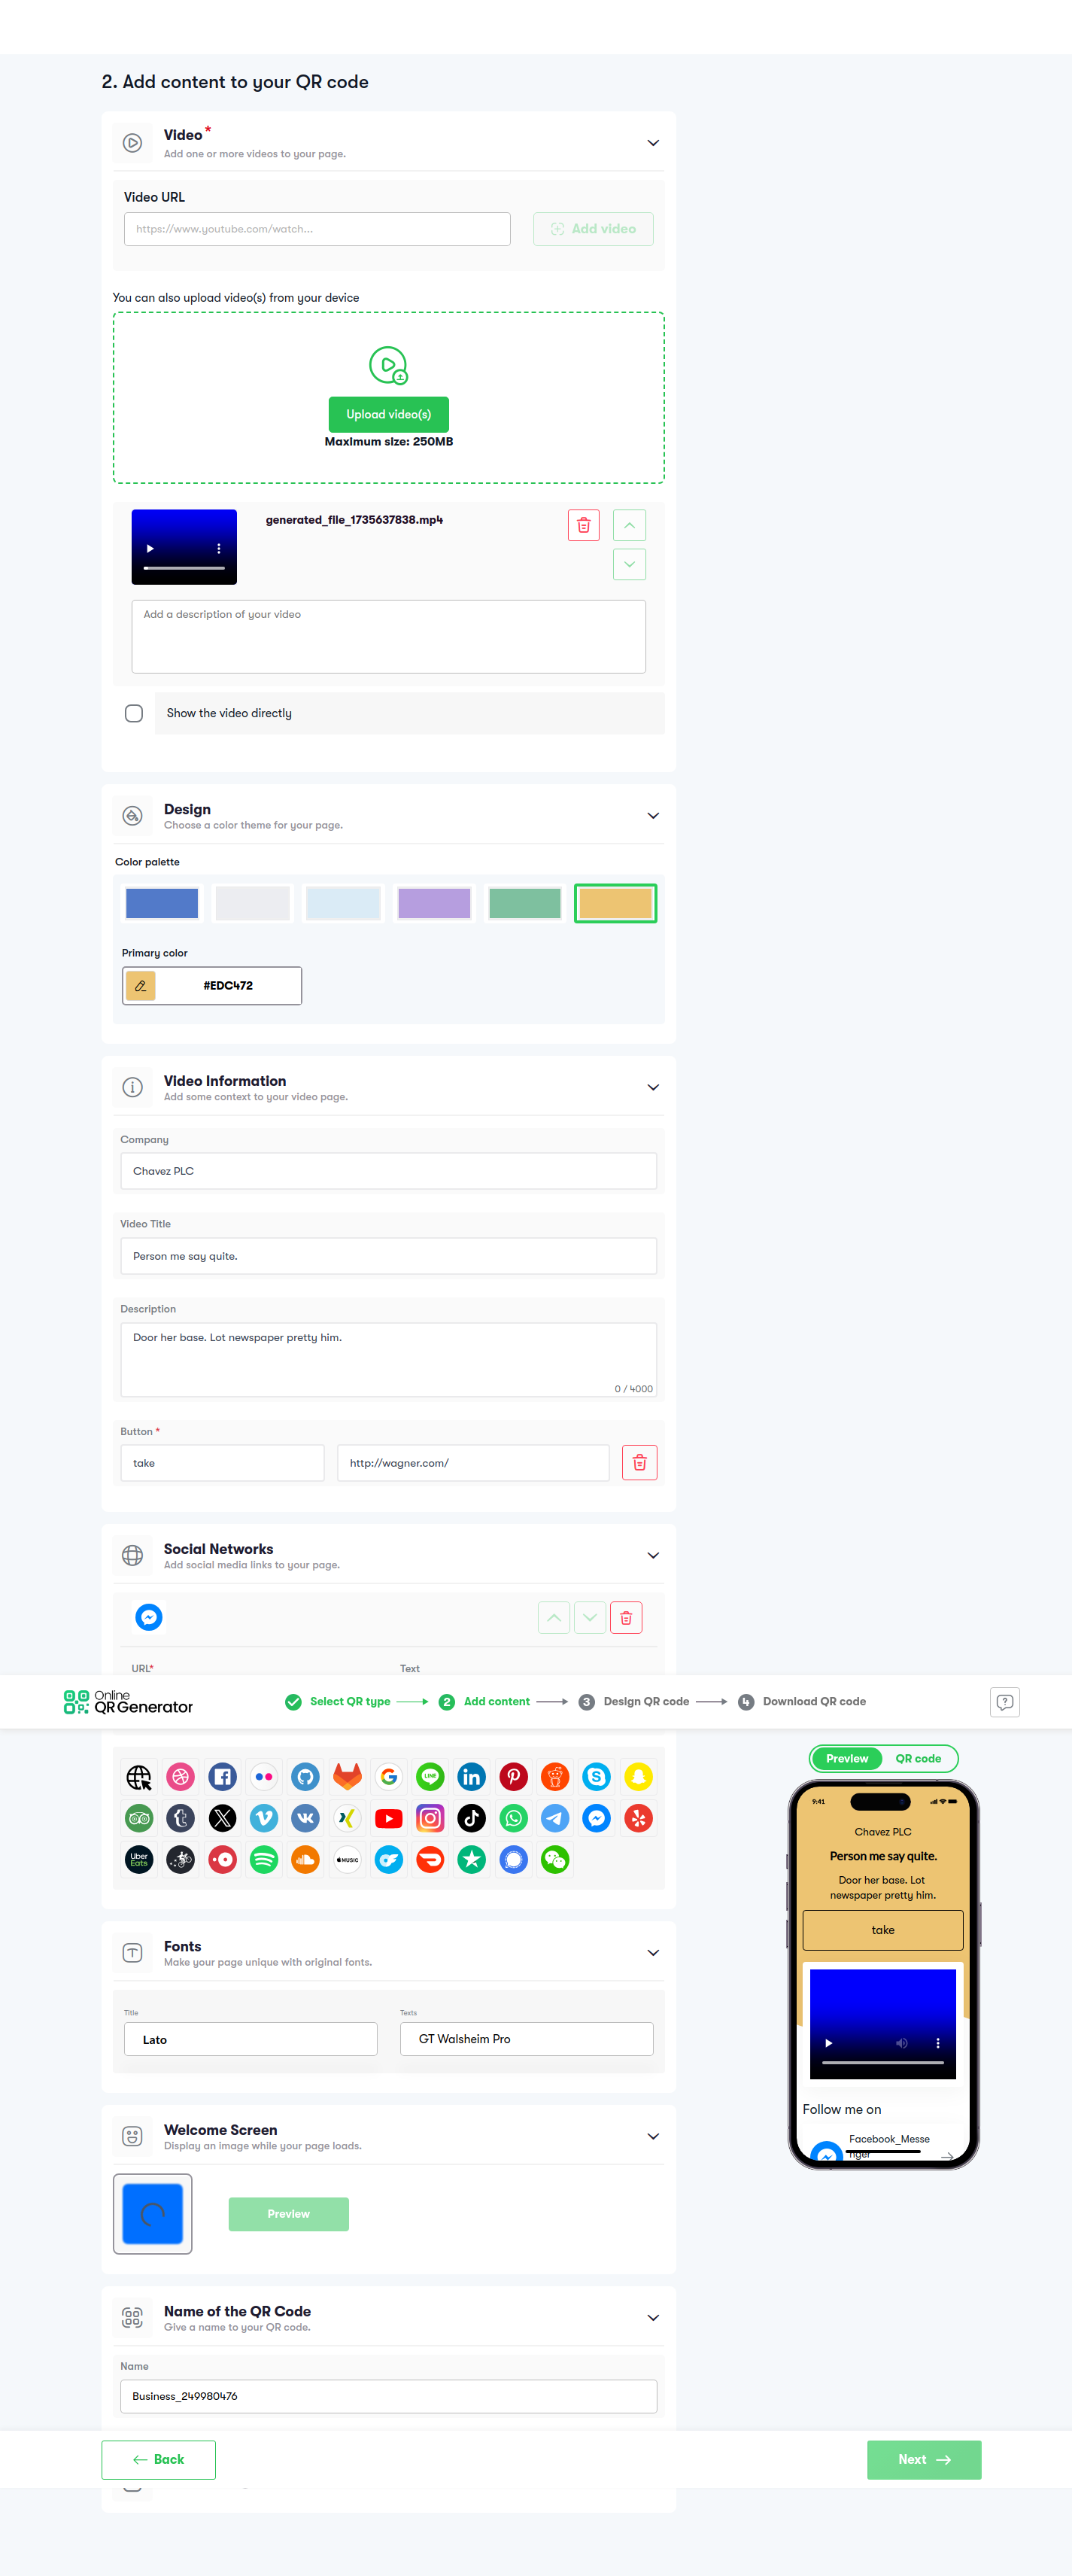 2. Add content to your QR code
Video *
Add one or more videos to your page.
Video URL
https://www.youtube.com/watch...
Add video
You can also upload video(s) from your device
Upload video(s)
Maximum size: 250MB
generated_file_1735637838.mp4
Add a description of your video
Show the video directly
Design
Choose a color theme for your page.
Color palette
Primary color
#EDC472
Video Information
Add some context to your video page.
Company
Chavez PLC
Video Title
Person me say quite.
Description
Door her base. Lot newspaper pretty him.
0 / 4000
Button *
take
http://wagner.com/
Social Networks
Add social media links to your page.
URL*
Text
Online
QR Generator
Select QR type
2
Add content
3
Design QR code
4
Download QR code
?
LINE
Uber
Eats
MUSIC
Preview
QR code
9:41
Chavez PLC
Person me say quite.
Door her base. Lot
newspaper pretty him.
take
Follow me on
Facebook_Messe
nger
Fonts
Make your page unique with original fonts.
Title
Texts
Lato
GT Walsheim Pro
Welcome Screen
Display an image while your page loads.
Preview
Name of the QR Code
Give a name to your QR code.
Name
Business_249980476
Back
Next